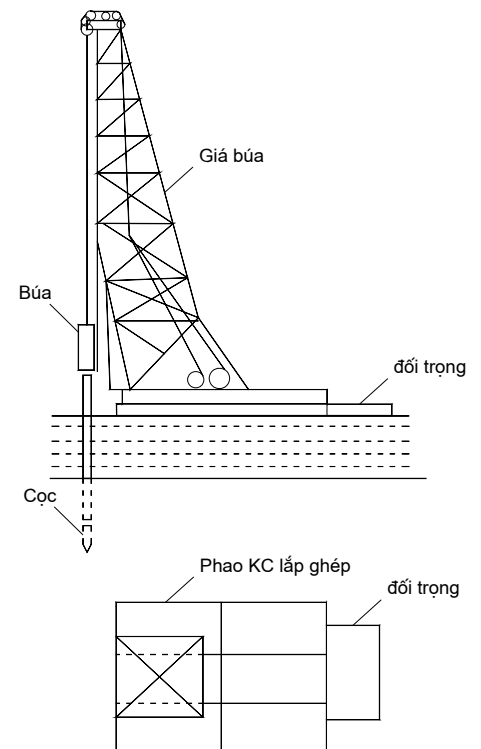 Giá búa
Búa
đối trọng
Cọc
Phao KC lắp ghép
đối trọng